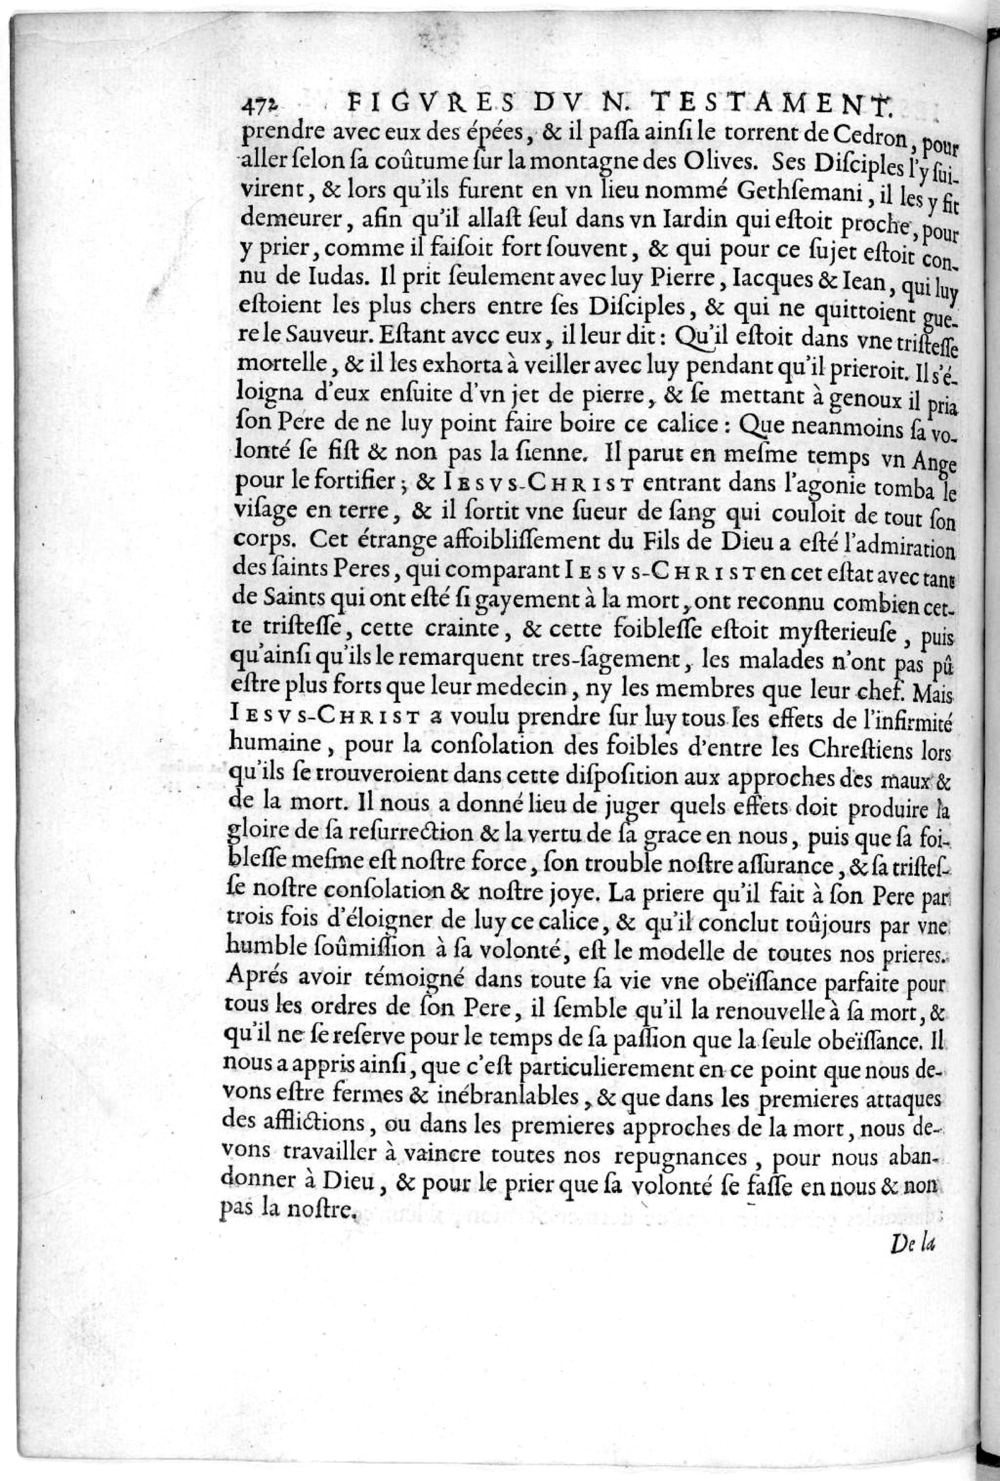 472 FIGVRES DV N. TESTAMENT.
prendre avec eux des épées, & il paſſa ainſi le torrent de Cedron, pour
aller ſelon ſa coûtume ſur la montagne des Olives. Ses Diſciples l'y ſui-
virent, & lors qu'ils furent en vn lieu nommé Gethſemani, il les y fit
demeurer, afin qu'il allaſt ſeul dans vn Iardin qui eſtoit proche, pour
y prier, comme il faiſoit fort ſouvent, & qui pour ce ſujet eſtoit con-
nu de Iudas. Il prit ſeulement avec luy Pierre, Iacques & Iean, qui luy
eſtoient les plus chers entre ſes Diſciples, & qui ne quittoient gue-
re le Sauveur. Eſtant avec eux, il leur dit: Qu'il eſtoit dans vne triſteſſe
mortelle, & il les exhorta à veiller avec luy pendant qu'il prieroit. Il s'é-
loigna d'eux enſuite d'vn jet de pierre, & ſe mettant à genoux il pria
ſon Pere de ne luy point faire boire ce calice: Que neanmoins ſa vo-
lonté ſe fiſt & non pas la ſienne. Il parut en meſme temps vn Ange
pour le fortifier; & IESVS-CHRIST entrant dans l'agonie tomba le
viſage en terre, & il ſortit vne ſueur de ſang qui couloit de tout ſon
corps. Cet étrange affoibliſſement du Fils de Dieu a eſté l'admiration
des ſaints Peres, qui comparant IESVS-CHRIST en cet eſtat avec tant
de Saints qui ont eſté ſi gayement à la mort, ont reconnu combien cet-
te triſteſſe, cette crainte, & cette foibleſſe eſtoit myſterieuſe, puis
qu'ainſi qu'ils le remarquent tres-ſagement, les malades n'ont pas pû
eſtre plus forts que leur medecin, ny les membres que leur chef. Mais
IESVS-CHRIST a voulu prendre ſur luy tous les effets de l'infirmité
humaine, pour la conſolation des foibles d'entre les Chreſtiens lors
qu'ils ſe trouveroient dans cette diſpoſition aux approches des maux &
de la mort. Il nous a donné lieu de juger quels effets doit produire la
gloire de ſa reſurrection & la vertu de ſa grace en nous, puis que ſa foi-
bleſſe meſme eſt noſtre force, ſon trouble noſtre aſſurance, & ſa triſteſ-
ſe noſtre conſolation & noſtre joye. La priere qu'il fait à ſon Pere par
trois fois d'éloigner de luy ce calice, & qu'il conclut toûjours par vne
humble ſoûmiſſion à ſa volonté, eſt le modelle de toutes nos prieres.
Aprés avoir témoigné dans toute ſa vie vne obeïſſance parfaite pour
tous les ordres de ſon Pere, il ſemble qu'il la renouvelle à ſa mort, &
qu'il ne ſe reſerve pour le temps de ſa paſſion que la ſeule obeïſſance. Il
nous a appris ainſi, que c'eſt particulierement en ce point que nous de-
vons eſtre fermes & inébranlables, & que dans les premieres attaques
des afflictions, ou dans les premieres approches de la mort, nous de-
vons travailler à vaincre toutes nos repugnances, pour nous aban-
donner à Dieu, & pour le prier que ſa volonté ſe faſſe en nous & non
pas la noſtre.
De la